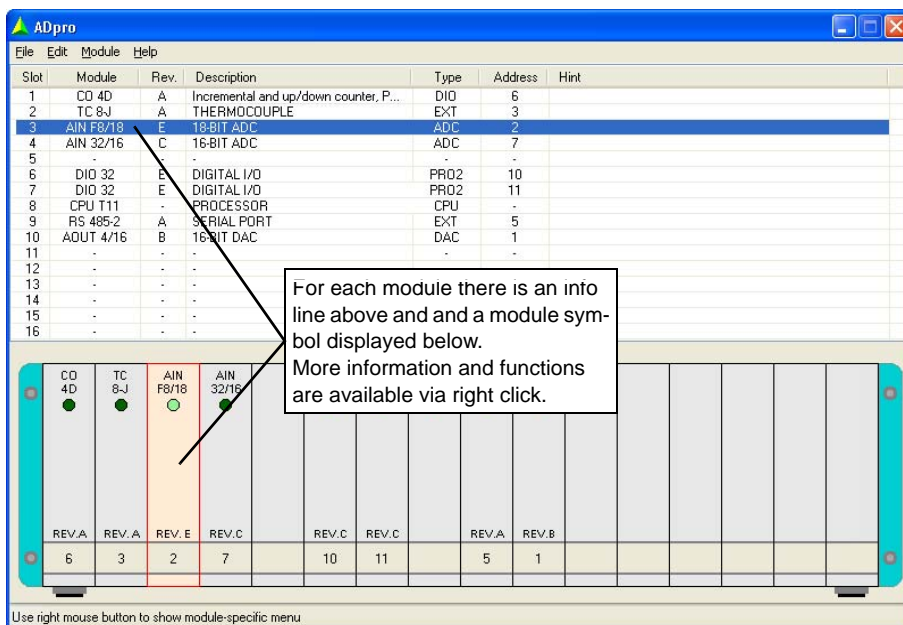 ADpro
File Edit Module Help
Slot Module Rev. Description Type Address Hint
1 CO 4D A Incremental and up/down counter, P... DIO 6
2 TC 8-J A THERMOCOUPLE EXT 3
3 AIN F8/18 E 18-BIT ADC ADC 2
4 AIN 32/16 C 16-BIT ADC ADC 7
5 - - - - -
6 DIO 32 E DIGITAL I/O PRO2 10
7 DIO 32 E DIGITAL I/O PRO2 11
8 CPU T11 - PROCESSOR CPU -
9 RS 485-2 A SERIAL PORT EXT 5
10 AOUT 4/16 B 16-BIT DAC DAC 1
11 - - - - -
12 - - -
13 - - -
14 - - -
15 - - -
16 - - -
For each module there is an info
line above and and a module sym-
bol displayed below.
More information and functions
are available via right click.
CO TC AIN AIN
4D 8-J F8/18 32/16
REV.A REV.A REV.E REV.C REV.C REV.C REV.A REV.B
6 3 2 7 10 11 5 1
Use right mouse button to show module-specific menu